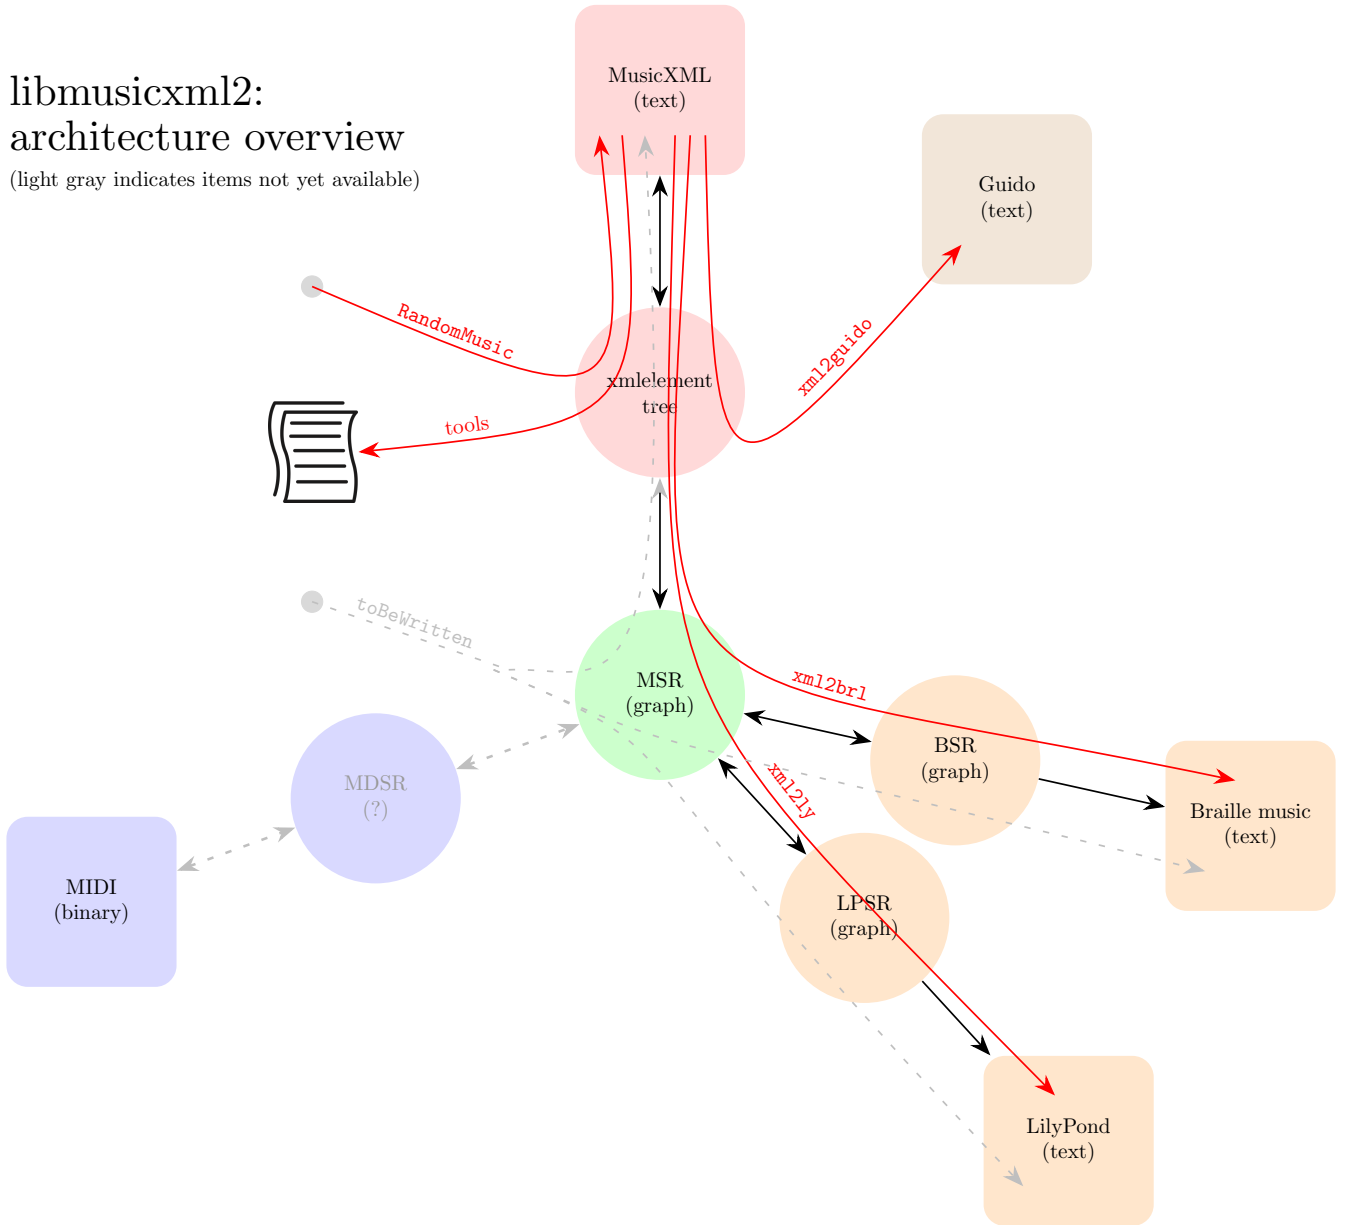 MusicXML
(text)
libmusicxml2:
architecture overview
(light gray indicates items not yet available)
Guido
(text)
RandomMusic
xml2guido
xmlelement
tree
tools
toBeWritten
MSR
(graph)
xml2brl
BSR
(graph)
xml2ly
MDSR
(?)
Braille music
(text)
MIDI
(binary)
LPSR
(graph)
LilyPond
(text)